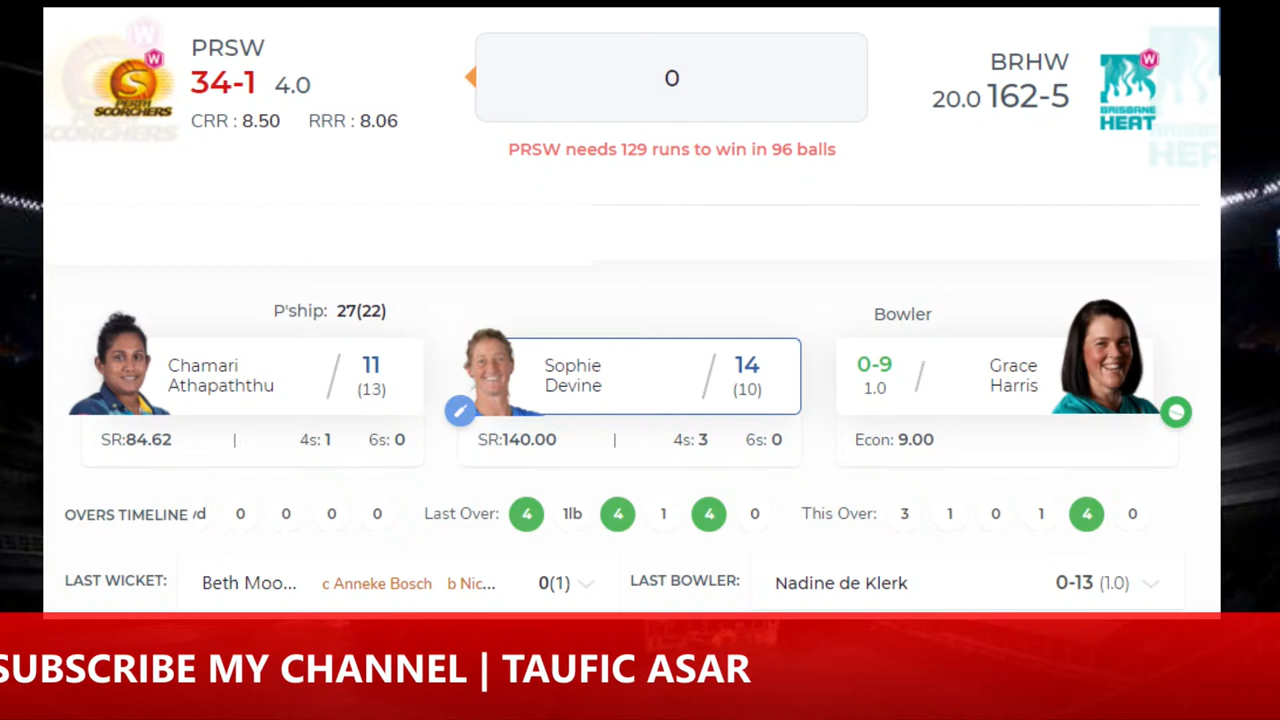 PRSW
34-1 4.0
CRR : 8.50 RRR : 8.06
W
PERTH
SCORCHERS
0
PRSW needs 129 runs to win in 96 balls
BRHW
20.0 162-5
W
BRISBANE
HEAT
P'ship: 27(22)
Chamari
Athapaththu
11
(13)
SR:84.62 | 4s: 1 6s: 0
Sophie
Devine
14
(10)
SR:140.00 | 4s: 3 6s: 0
Bowler
0-9
1.0
Grace
Harris
Econ: 9.00
OVERS TIMELINE 0 0 0 0 Last Over: 4 1lb 4 1 4 0 This Over: 3 1 0 1 4 0
LAST WICKET: Beth Moo... c Anneke Bosch b Nic... 0(1) LAST BOWLER: Nadine de Klerk 0-13 (1.0)
SUBSCRIBE MY CHANNEL | TAUFIC ASAR